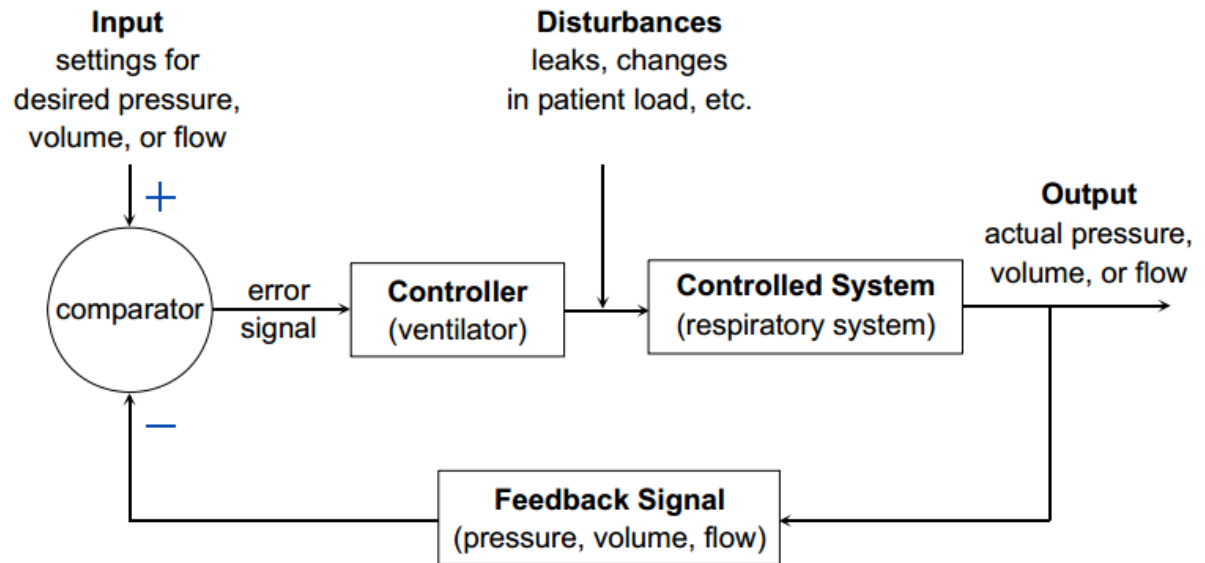 Input
settings for
desired pressure,
volume, or flow
Disturbances
leaks, changes
in patient load, etc.
+
Output
actual pressure,
volume, or flow
comparator
error
signal
Controller
(ventilator)
Controlled System
(respiratory system)
−
Feedback Signal
(pressure, volume, flow)